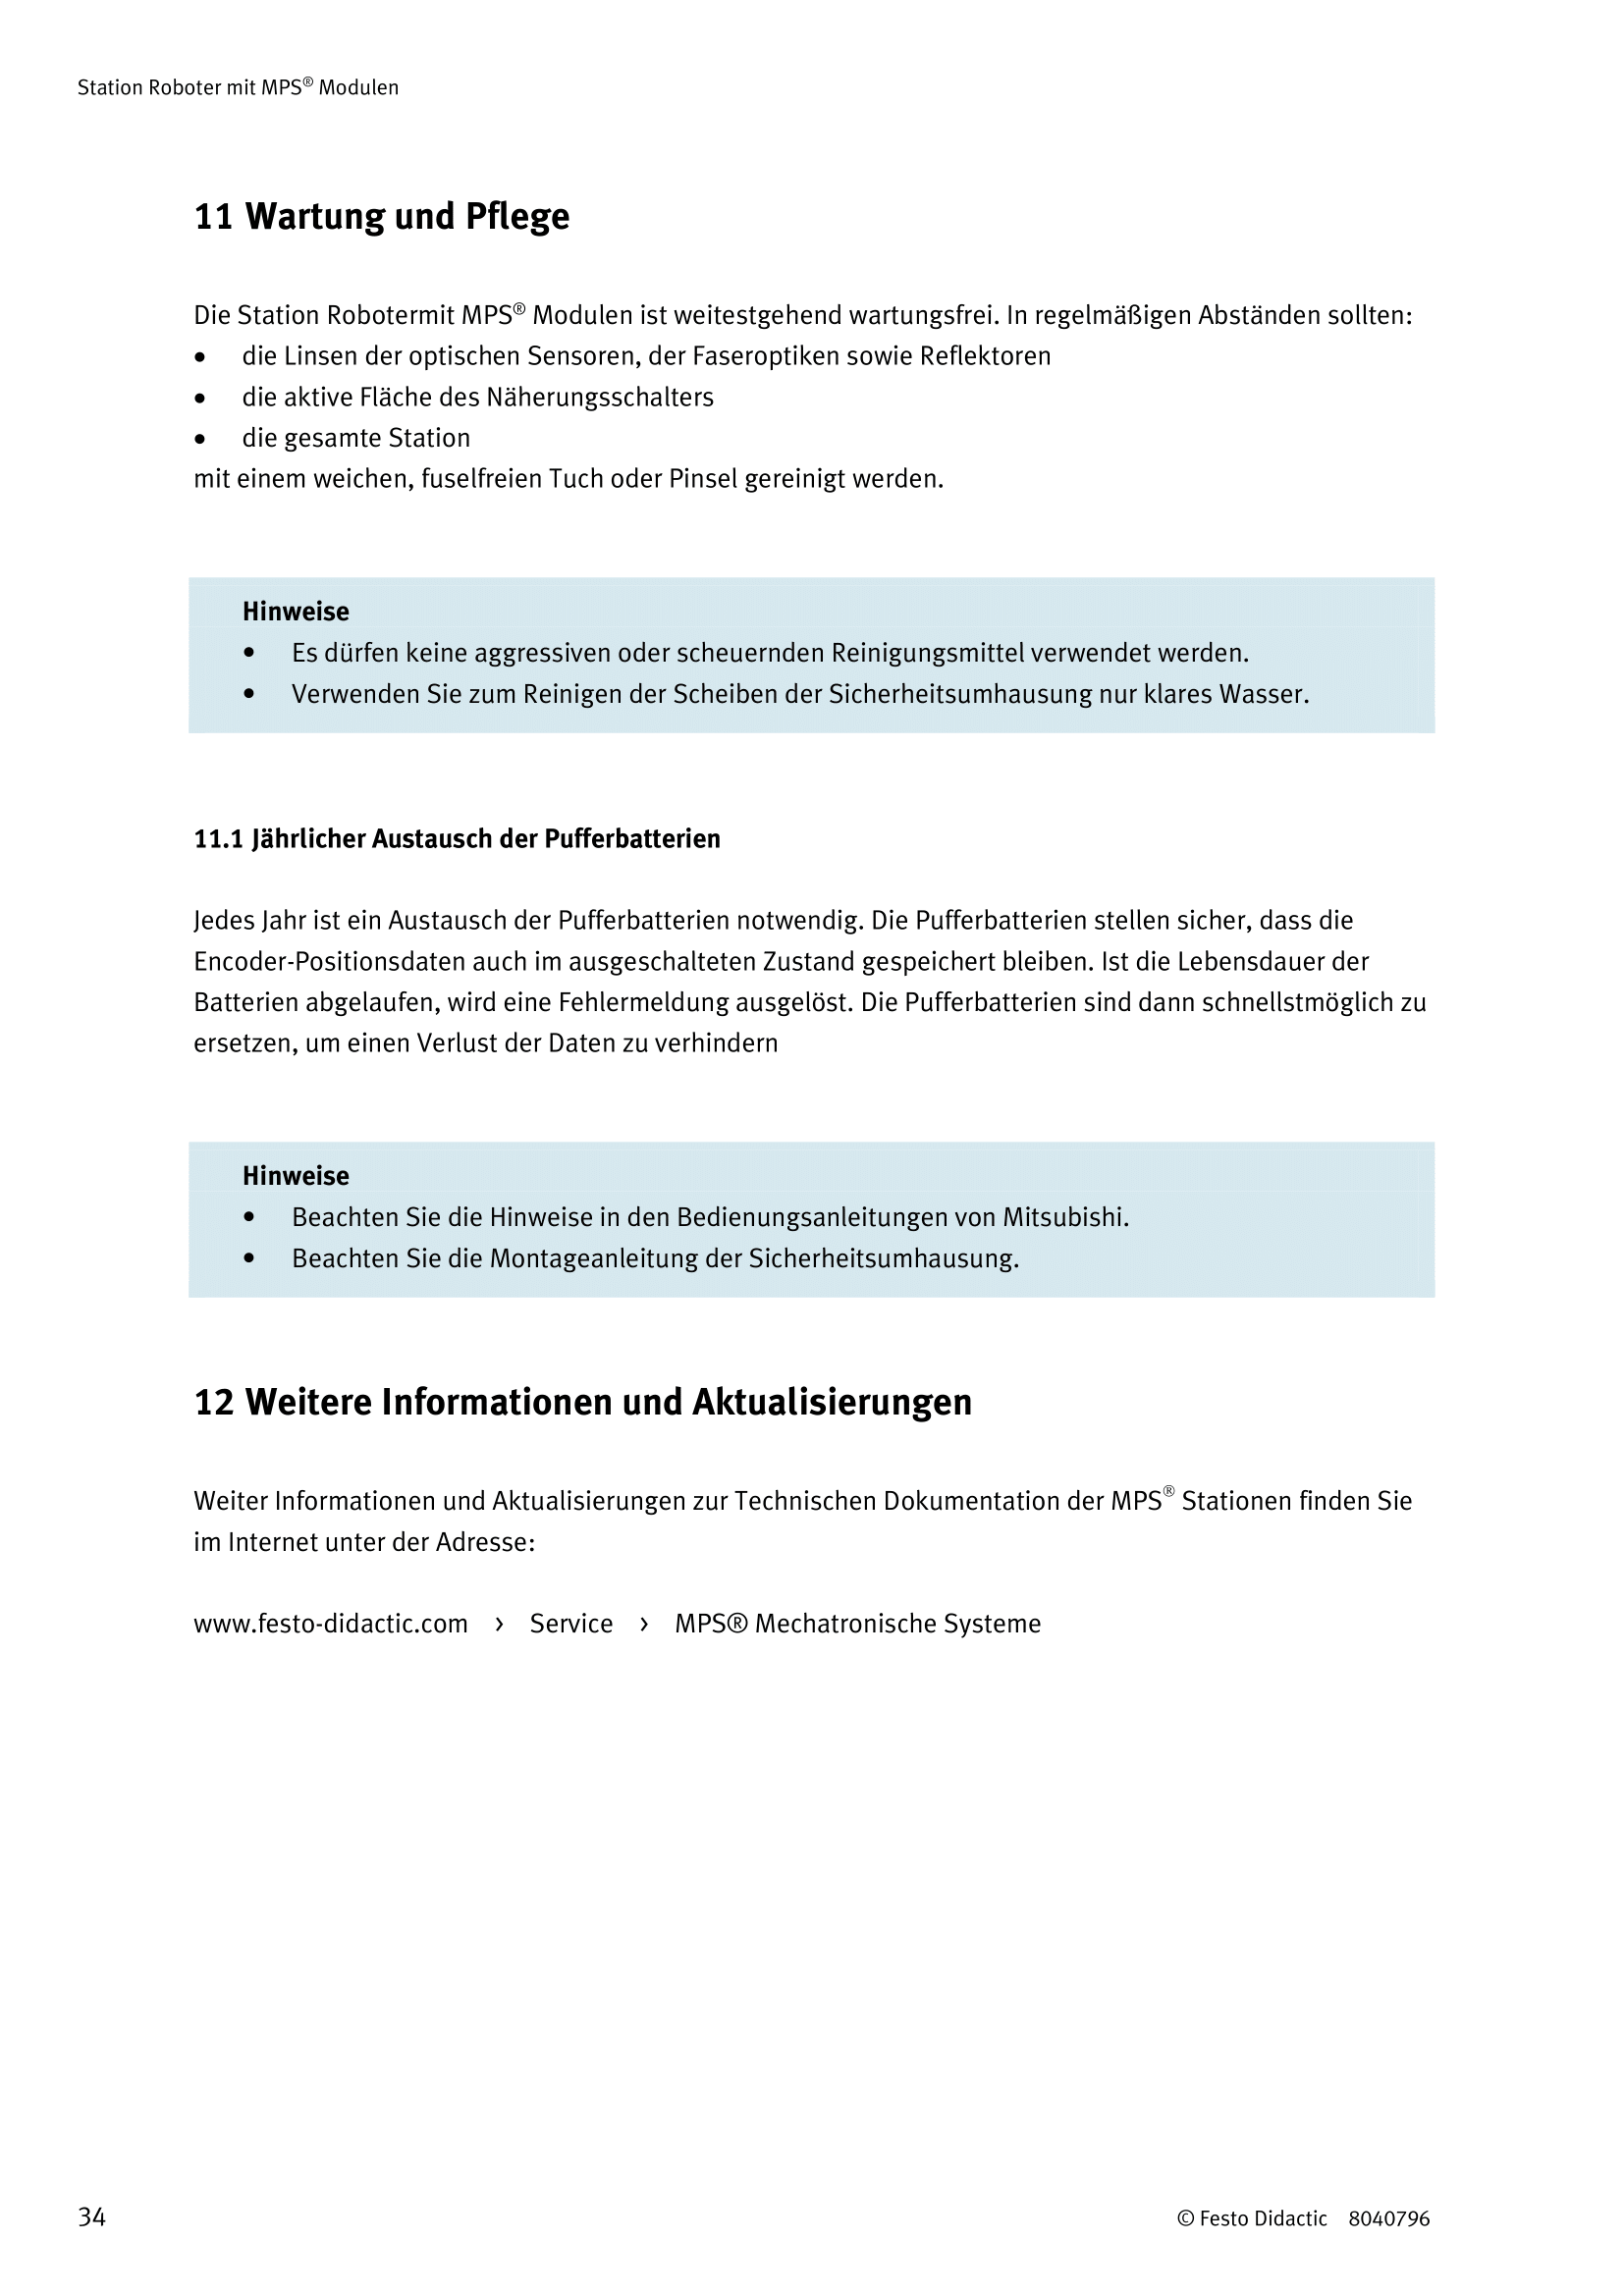 Station Roboter mit MPS® Modulen
11 Wartung und Pflege
Die Station Robotermit MPS® Modulen ist weitestgehend wartungsfrei. In regelmäßigen Abständen sollten:
• die Linsen der optischen Sensoren, der Faseroptiken sowie Reflektoren
• die aktive Fläche des Näherungsschalters
• die gesamte Station
mit einem weichen, fuselfreien Tuch oder Pinsel gereinigt werden.
Hinweise
• Es dürfen keine aggressiven oder scheuernden Reinigungsmittel verwendet werden.
• Verwenden Sie zum Reinigen der Scheiben der Sicherheitsumhausung nur klares Wasser.
11.1 Jährlicher Austausch der Pufferbatterien
Jedes Jahr ist ein Austausch der Pufferbatterien notwendig. Die Pufferbatterien stellen sicher, dass die
Encoder-Positionsdaten auch im ausgeschalteten Zustand gespeichert bleiben. Ist die Lebensdauer der
Batterien abgelaufen, wird eine Fehlermeldung ausgelöst. Die Pufferbatterien sind dann schnellstmöglich zu
ersetzen, um einen Verlust der Daten zu verhindern
Hinweise
• Beachten Sie die Hinweise in den Bedienungsanleitungen von Mitsubishi.
• Beachten Sie die Montageanleitung der Sicherheitsumhausung.
12 Weitere Informationen und Aktualisierungen
Weiter Informationen und Aktualisierungen zur Technischen Dokumentation der MPS® Stationen finden Sie
im Internet unter der Adresse:
www.festo-didactic.com > Service > MPS® Mechatronische Systeme
34 © Festo Didactic 8040796